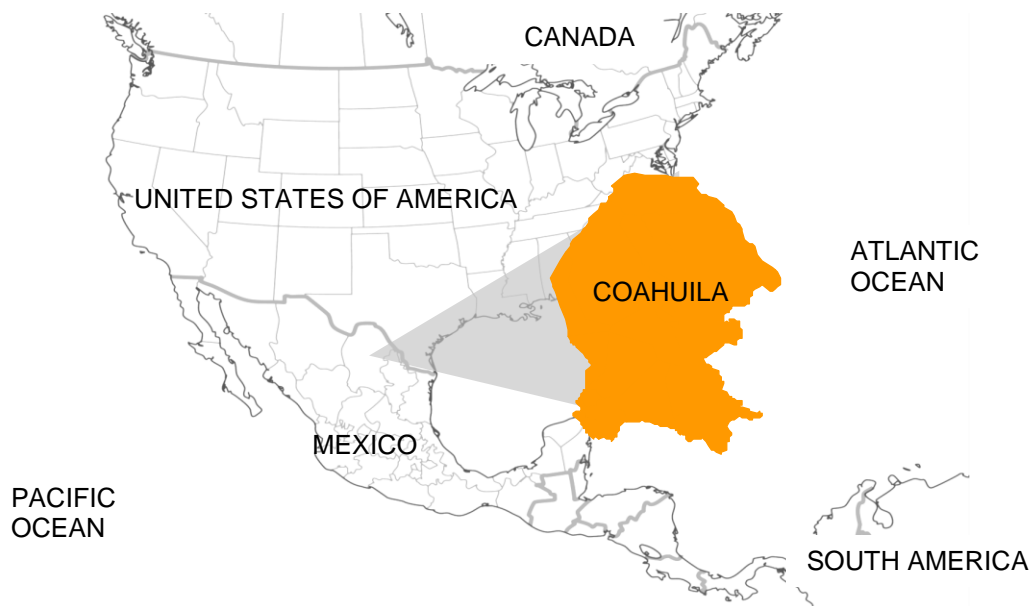 CANADA
UNITED STATES OF AMERICA
ATLANTIC
OCEAN
COAHUILA
MEXICO
PACIFIC
OCEAN
SOUTH AMERICA